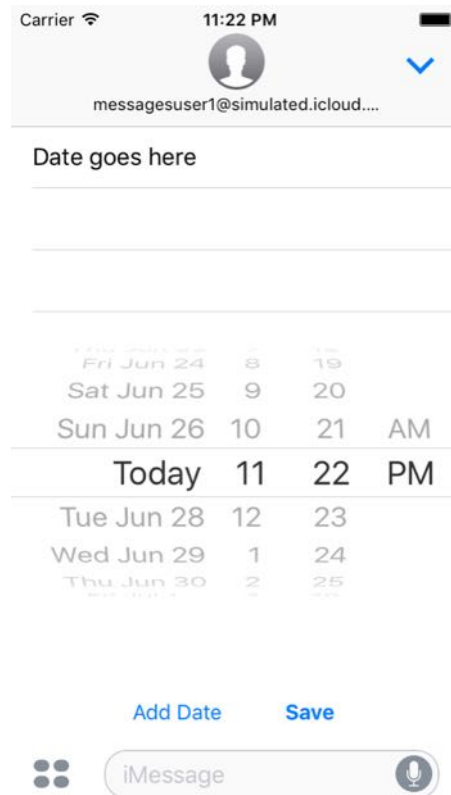 Carrier 11:22 PM
messagesuser1@simulated.icloud....
Date goes here
Fri Jun 24 8 19
Sat Jun 25 9 20
Sun Jun 26 10 21 AM
Today 11 22 PM
Tue Jun 28 12 23
Wed Jun 29 1 24
Thu Jun 30 2 25
Add Date Save
iMessage